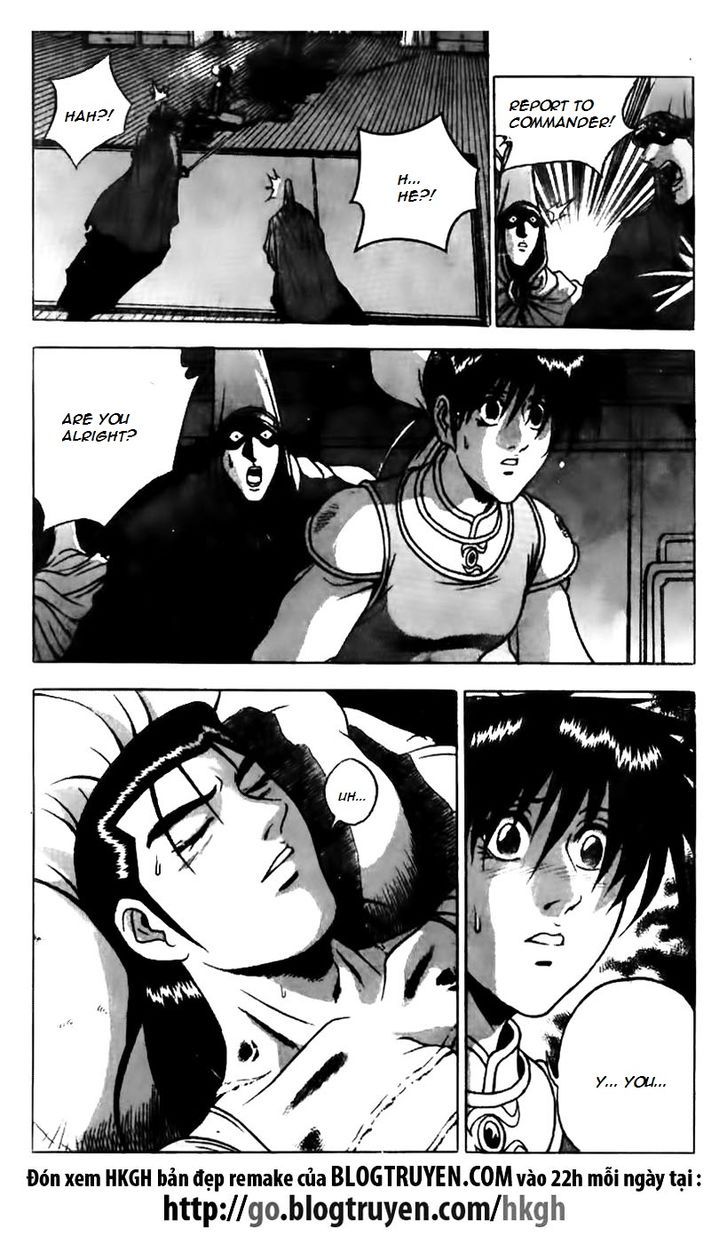 HAH?!
H...
HE?!
REPORT TO
COMMANDER!
ARE YOU
ALRIGHT?
UH...
Y... YOU...
Đón xem HKGH bản đẹp remake của BLOGTRUYEN.COM vào 22h mỗi ngày tại :
http://go.blogtruyen.com/hkgh